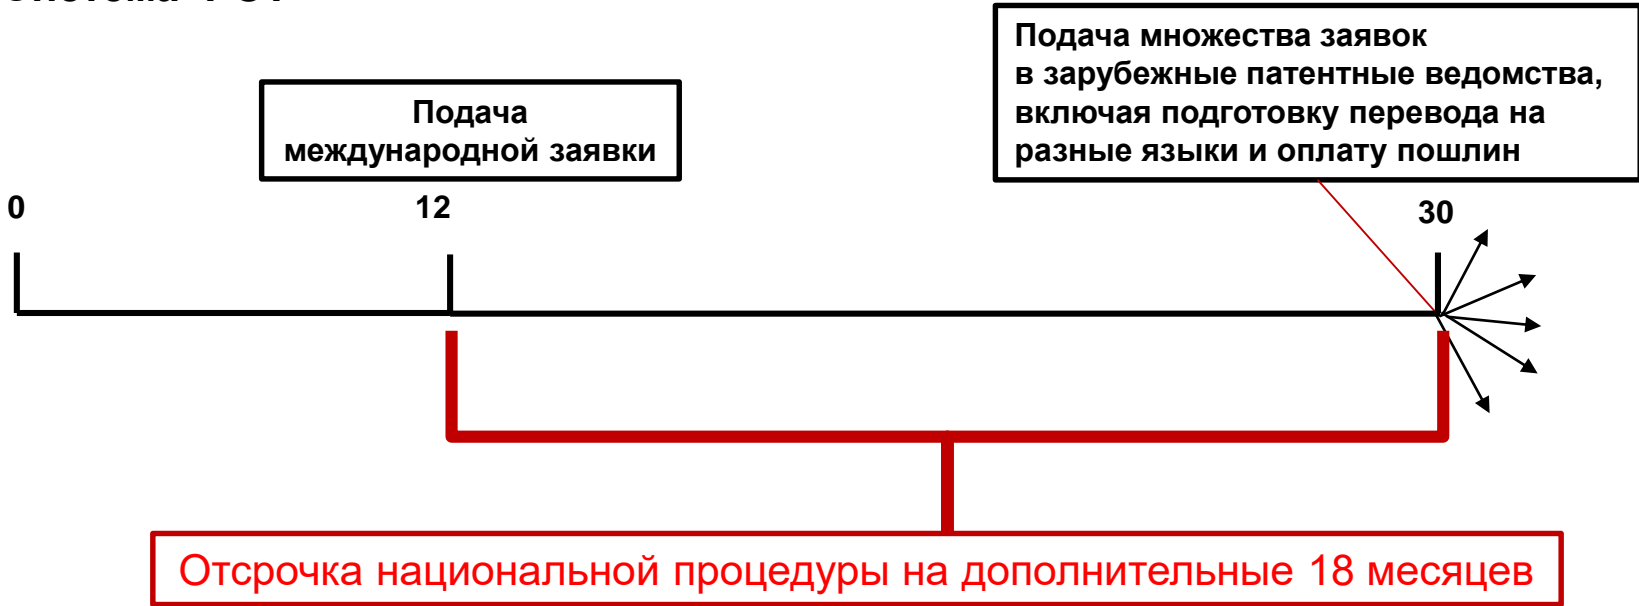 Подача множества заявок
в зарубежные патентные ведомства,
включая подготовку перевода на
разные языки и оплату пошлин
Подача
международной заявки
0
12
30
Отсрочка национальной процедуры на дополнительные 18 месяцев